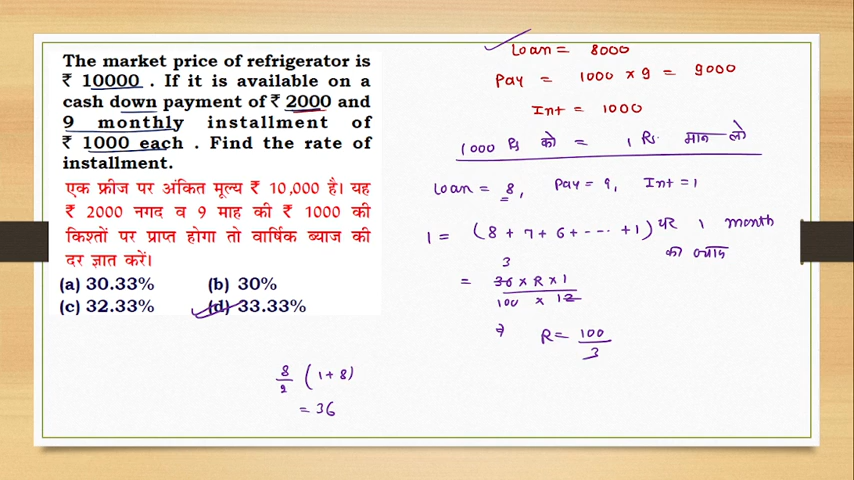 The market price of refrigerator is
₹ 10000 . If it is available on a
cash down payment of ₹ 2000 and
9 monthly installment of
₹ 1000 each . Find the rate of
installment.
एक फ्रीज पर अंकित मूल्य ₹ 10,000 है। यह
₹ 2000 नगद व 9 माह की ₹ 1000 की
किश्तों पर प्राप्त होगा तो वार्षिक ब्याज की
दर ज्ञात करें।
(a) 30.33% (b) 30%
(c) 32.33% (d) 33.33%
8/2 (1+8)
= 36
Loan = 8000
Pay = 1000 × 9 = 9000
Int = 1000
1000 Rs को = 1 Rs. मान लो
Loan = 8, Pay = 9, Int = 1
1 = (8 + 7 + 6 + --- · + 1) पर 1 month
की ब्याज
3
= 36 × R × 1 / 100 × 12
⇒ R = 100/3